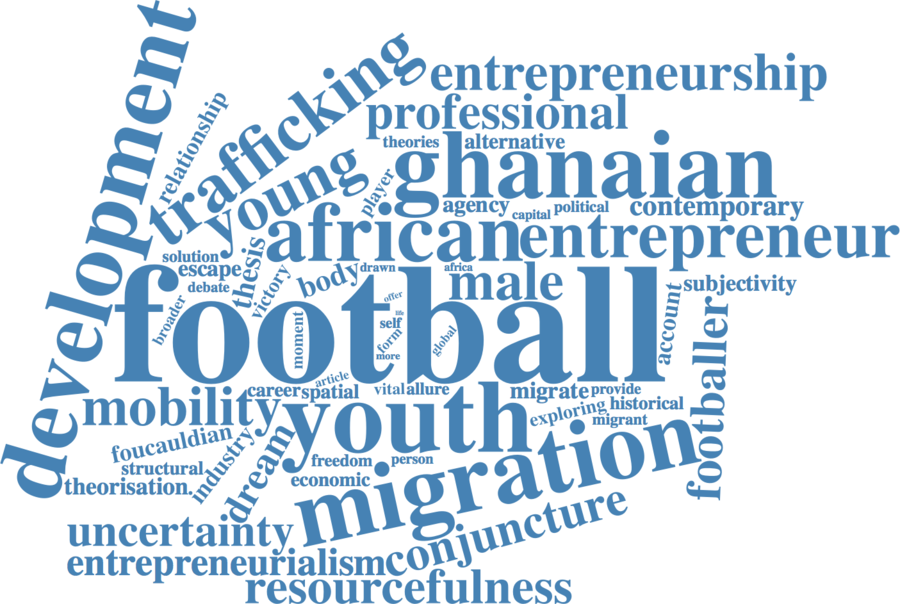 development
relationship
trafficking
entrepreneurship
professional
theories
alternative
young
player
ghanaian
agency
capital
political
contemporary
african
entrepreneur
solution
escape
debate
thesis
victory
body
drawn
africa
male
subjectivity
broader
football
moment
offer
life
self
form
more
global
account
footballer
mobility
career
article
spatial
vital
allure
migrate
provide
youth
exploring
historical
migrant
foucauldian
structural
theorisation.
industry
dream
freedom
person
economic
migration
uncertainty
conjuncture
entrepreneurialism
resourcefulness